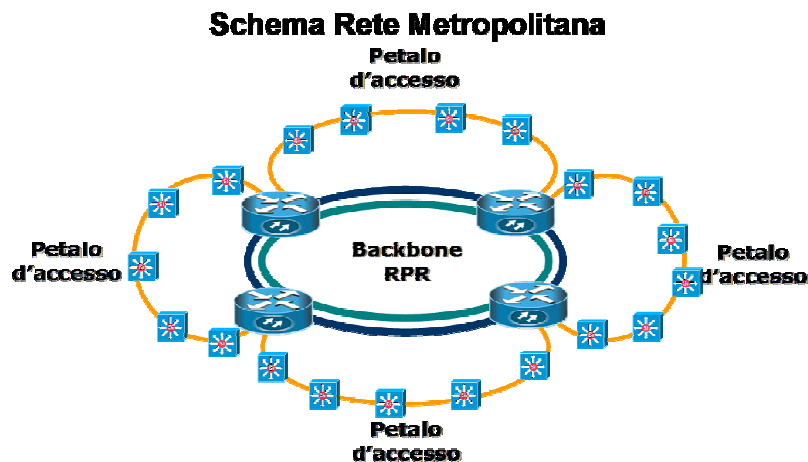 Schema Rete Metropolitana
Petalo
d'accesso
Petalo
d'accesso
Backbone
RPR
Petalo
d'accesso
Petalo
d'accesso